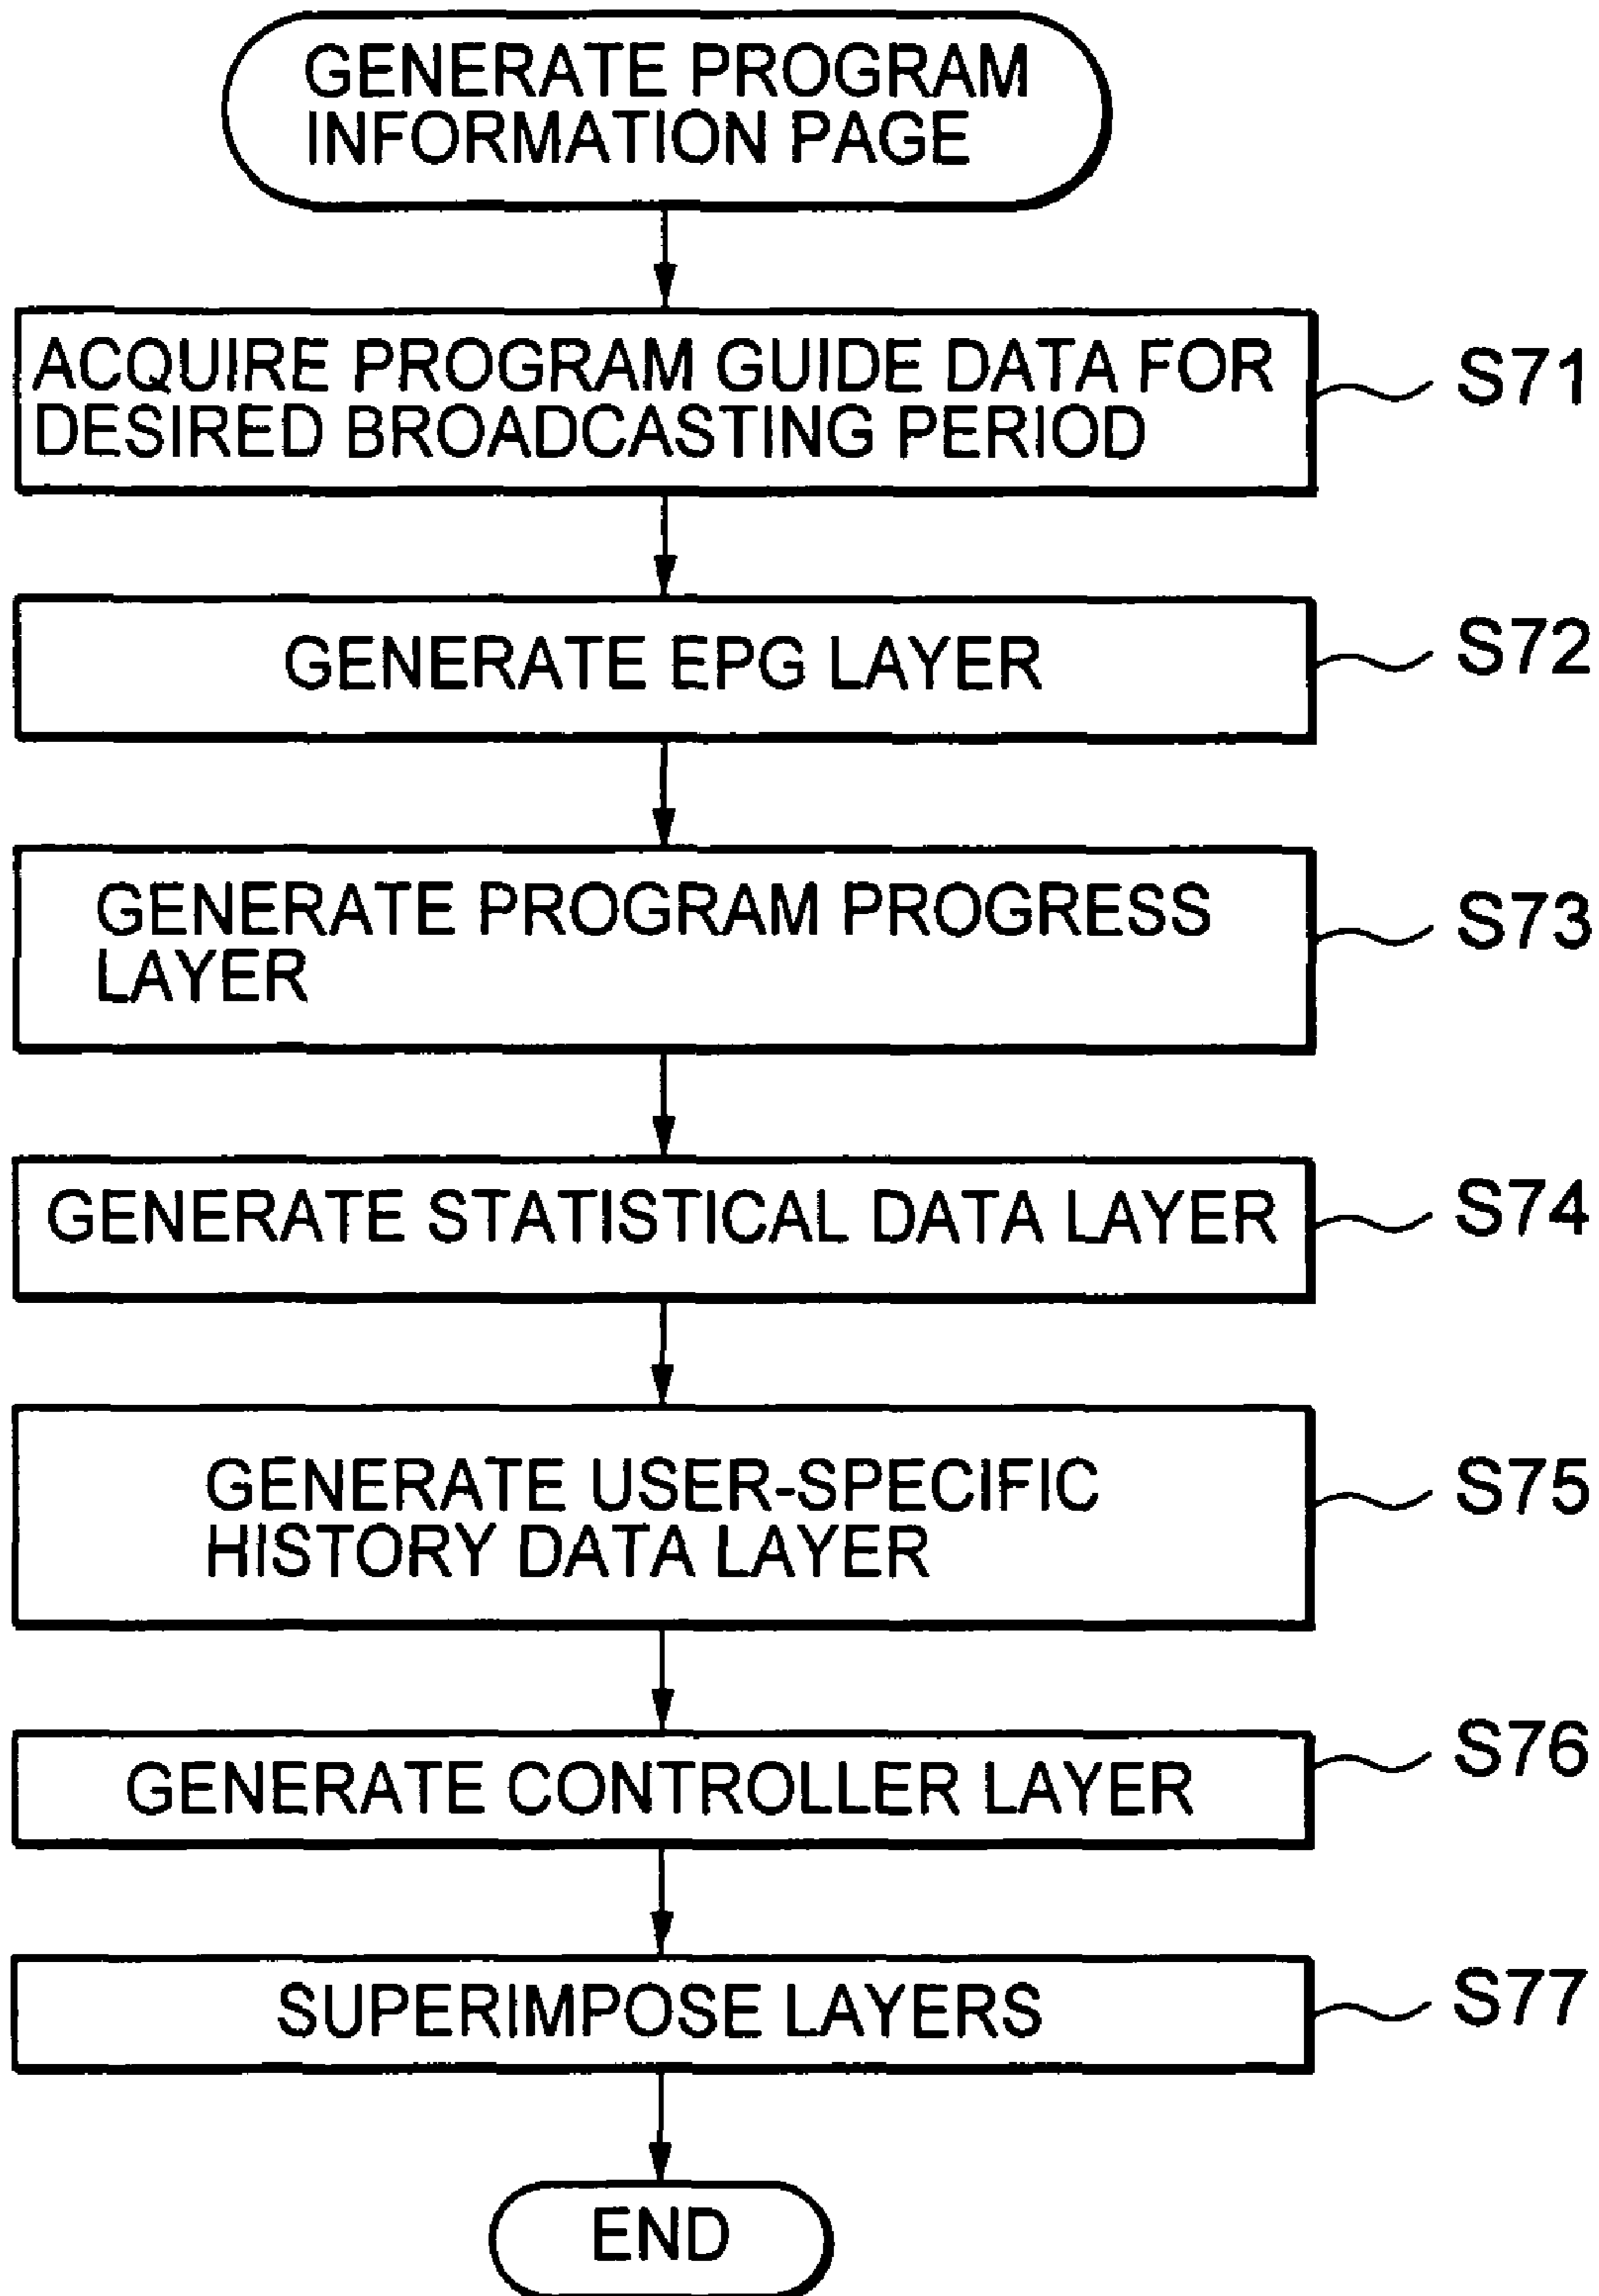 GENERATE PROGRAM
INFORMATION PAGE
ACQUIRE PROGRAM GUIDE DATA FOR
DESIRED BROADCASTING PERIOD
S71
GENERATE EPG LAYER
S72
GENERATE PROGRAM PROGRESS
LAYER
S73
GENERATE STATISTICAL DATA LAYER
S74
GENERATE USER-SPECIFIC
HISTORY DATA LAYER
S75
GENERATE CONTROLLER LAYER
S76
SUPERIMPOSE LAYERS
S77
END